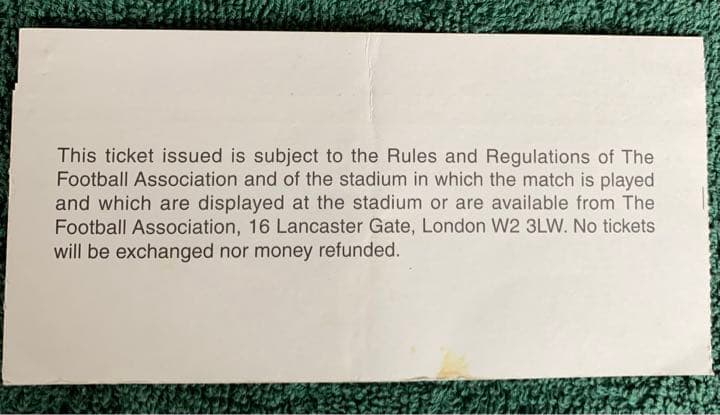 This ticket issued is subject to the Rules and Regulations of The
Football Association and of the stadium in which the match is played
and which are displayed at the stadium or are available from The
Football Association, 16 Lancaster Gate, London W2 3LW. No tickets
will be exchanged nor money refunded.